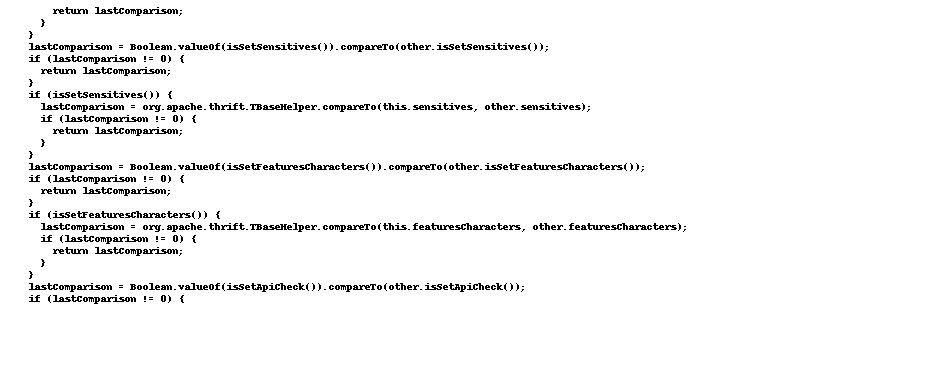 return lastComparison;
      }
    }
    lastComparison = Boolean.valueOf(isSetSensitives()).compareTo(other.isSetSensitives());
    if (lastComparison != 0) {
      return lastComparison;
    }
    if (isSetSensitives()) {
      lastComparison = org.apache.thrift.TBaseHelper.compareTo(this.sensitives, other.sensitives);
      if (lastComparison != 0) {
        return lastComparison;
      }
    }
    lastComparison = Boolean.valueOf(isSetFeaturesCharacters()).compareTo(other.isSetFeaturesCharacters());
    if (lastComparison != 0) {
      return lastComparison;
    }
    if (isSetFeaturesCharacters()) {
      lastComparison = org.apache.thrift.TBaseHelper.compareTo(this.featuresCharacters, other.featuresCharacters);
      if (lastComparison != 0) {
        return lastComparison;
      }
    }
    lastComparison = Boolean.valueOf(isSetApiCheck()).compareTo(other.isSetApiCheck());
    if (lastComparison != 0) {